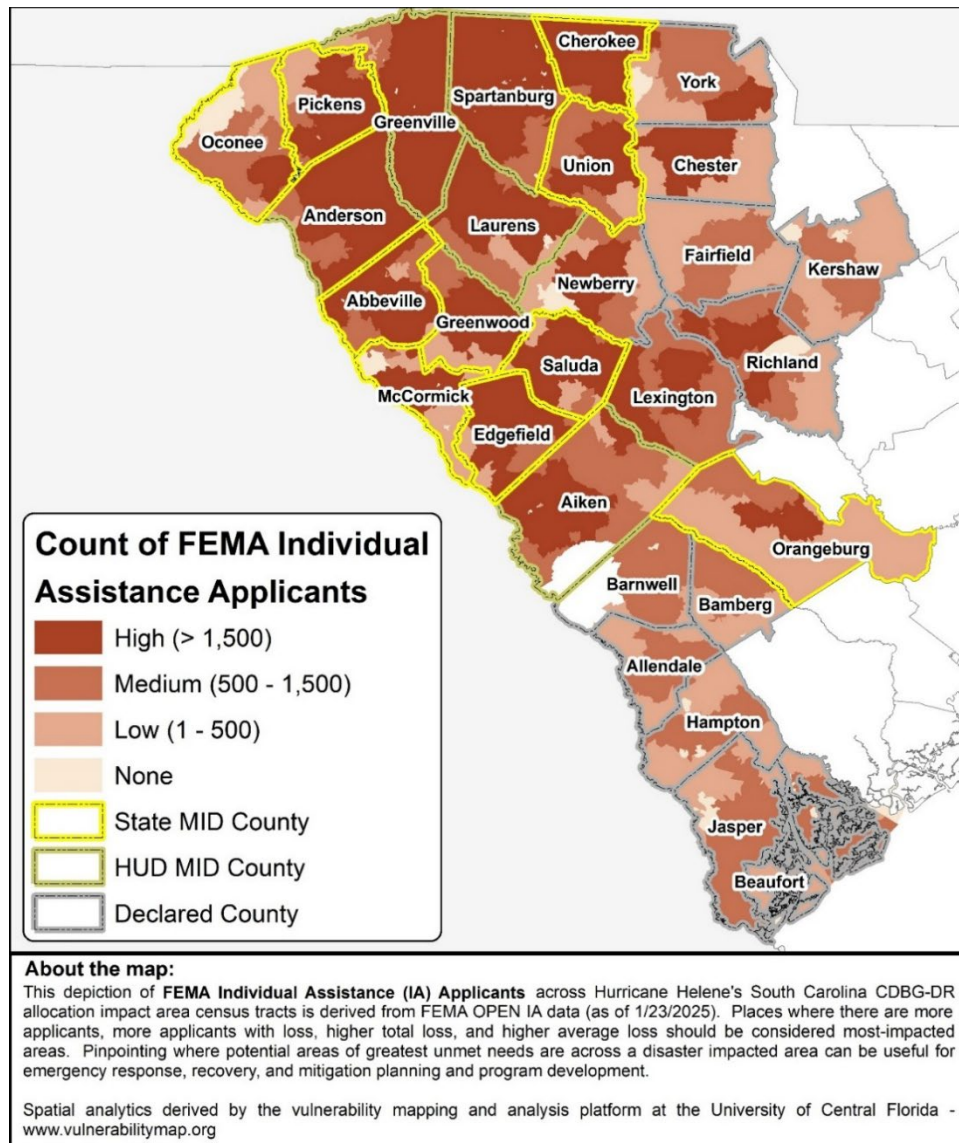 Cherokee
York
Pickens
Spartanburg
Oconee
Greenville
Union
Chester
Anderson
Laurens
Fairfield
Kershaw
Newberry
Abbeville
Greenwood
Richland
Saluda
McCormick
Lexington
Edgefield
Aiken
Orangeburg
Barnwell
Bamberg
Allendale
Hampton
Jasper
Beaufort
Count of FEMA Individual
Assistance Applicants
High (> 1,500)
Medium (500 - 1,500)
Low (1 - 500)
None
State MID County
HUD MID County
Declared County
About the map:
This depiction of FEMA Individual Assistance (IA) Applicants across Hurricane Helene's South Carolina CDBG-DR
allocation impact area census tracts is derived from FEMA OPEN IA data (as of 1/23/2025). Places where there are more
applicants, more applicants with loss, higher total loss, and higher average loss should be considered most-impacted
areas. Pinpointing where potential areas of greatest unmet needs are across a disaster impacted area can be useful for
emergency response, recovery, and mitigation planning and program development.
Spatial analytics derived by the vulnerability mapping and analysis platform at the University of Central Florida -
www.vulnerabilitymap.org